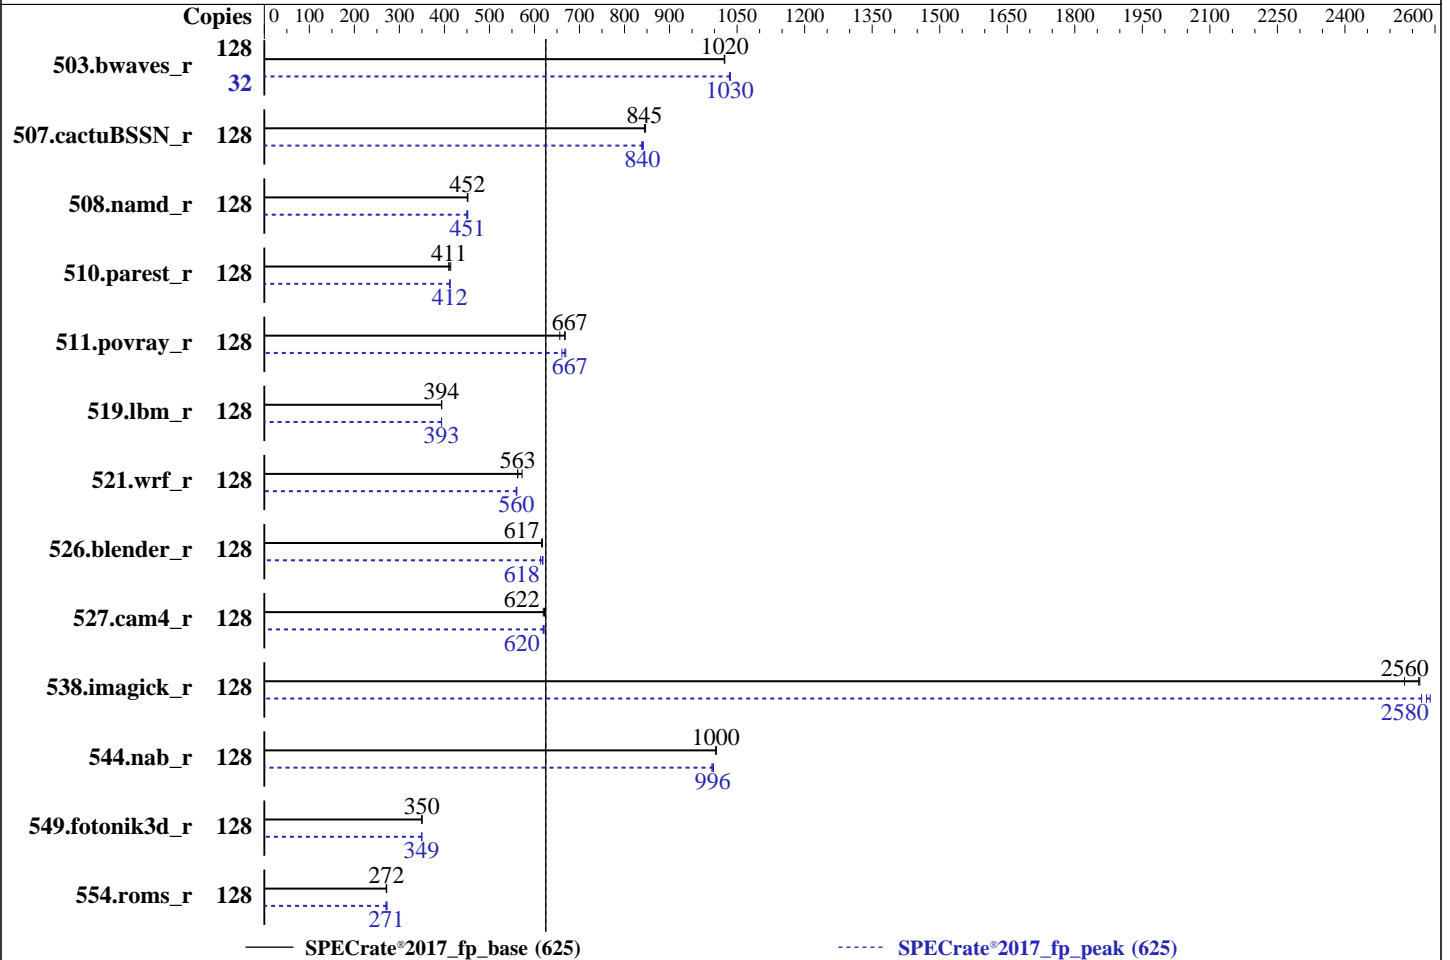 Copies 0 100 200 300 400 500 600 700 800 900 1050 1200 1350 1500 1650 1800 1950 2100 2250 2400 2600
503.bwaves_r 128 1020
32 1030
507.cactuBSSN_r 128 845
840
508.namd_r 128 452
451
510.parest_r 128 411
412
511.povray_r 128 667
667
519.lbm_r 128 394
393
521.wrf_r 128 563
560
526.blender_r 128 617
618
527.cam4_r 128 622
620
538.imagick_r 128 2560
2580
544.nab_r 128 1000
996
549.fotonik3d_r 128 350
349
554.roms_r 128 272
271
SPECrate®2017_fp_base (625) SPECrate®2017_fp_peak (625)